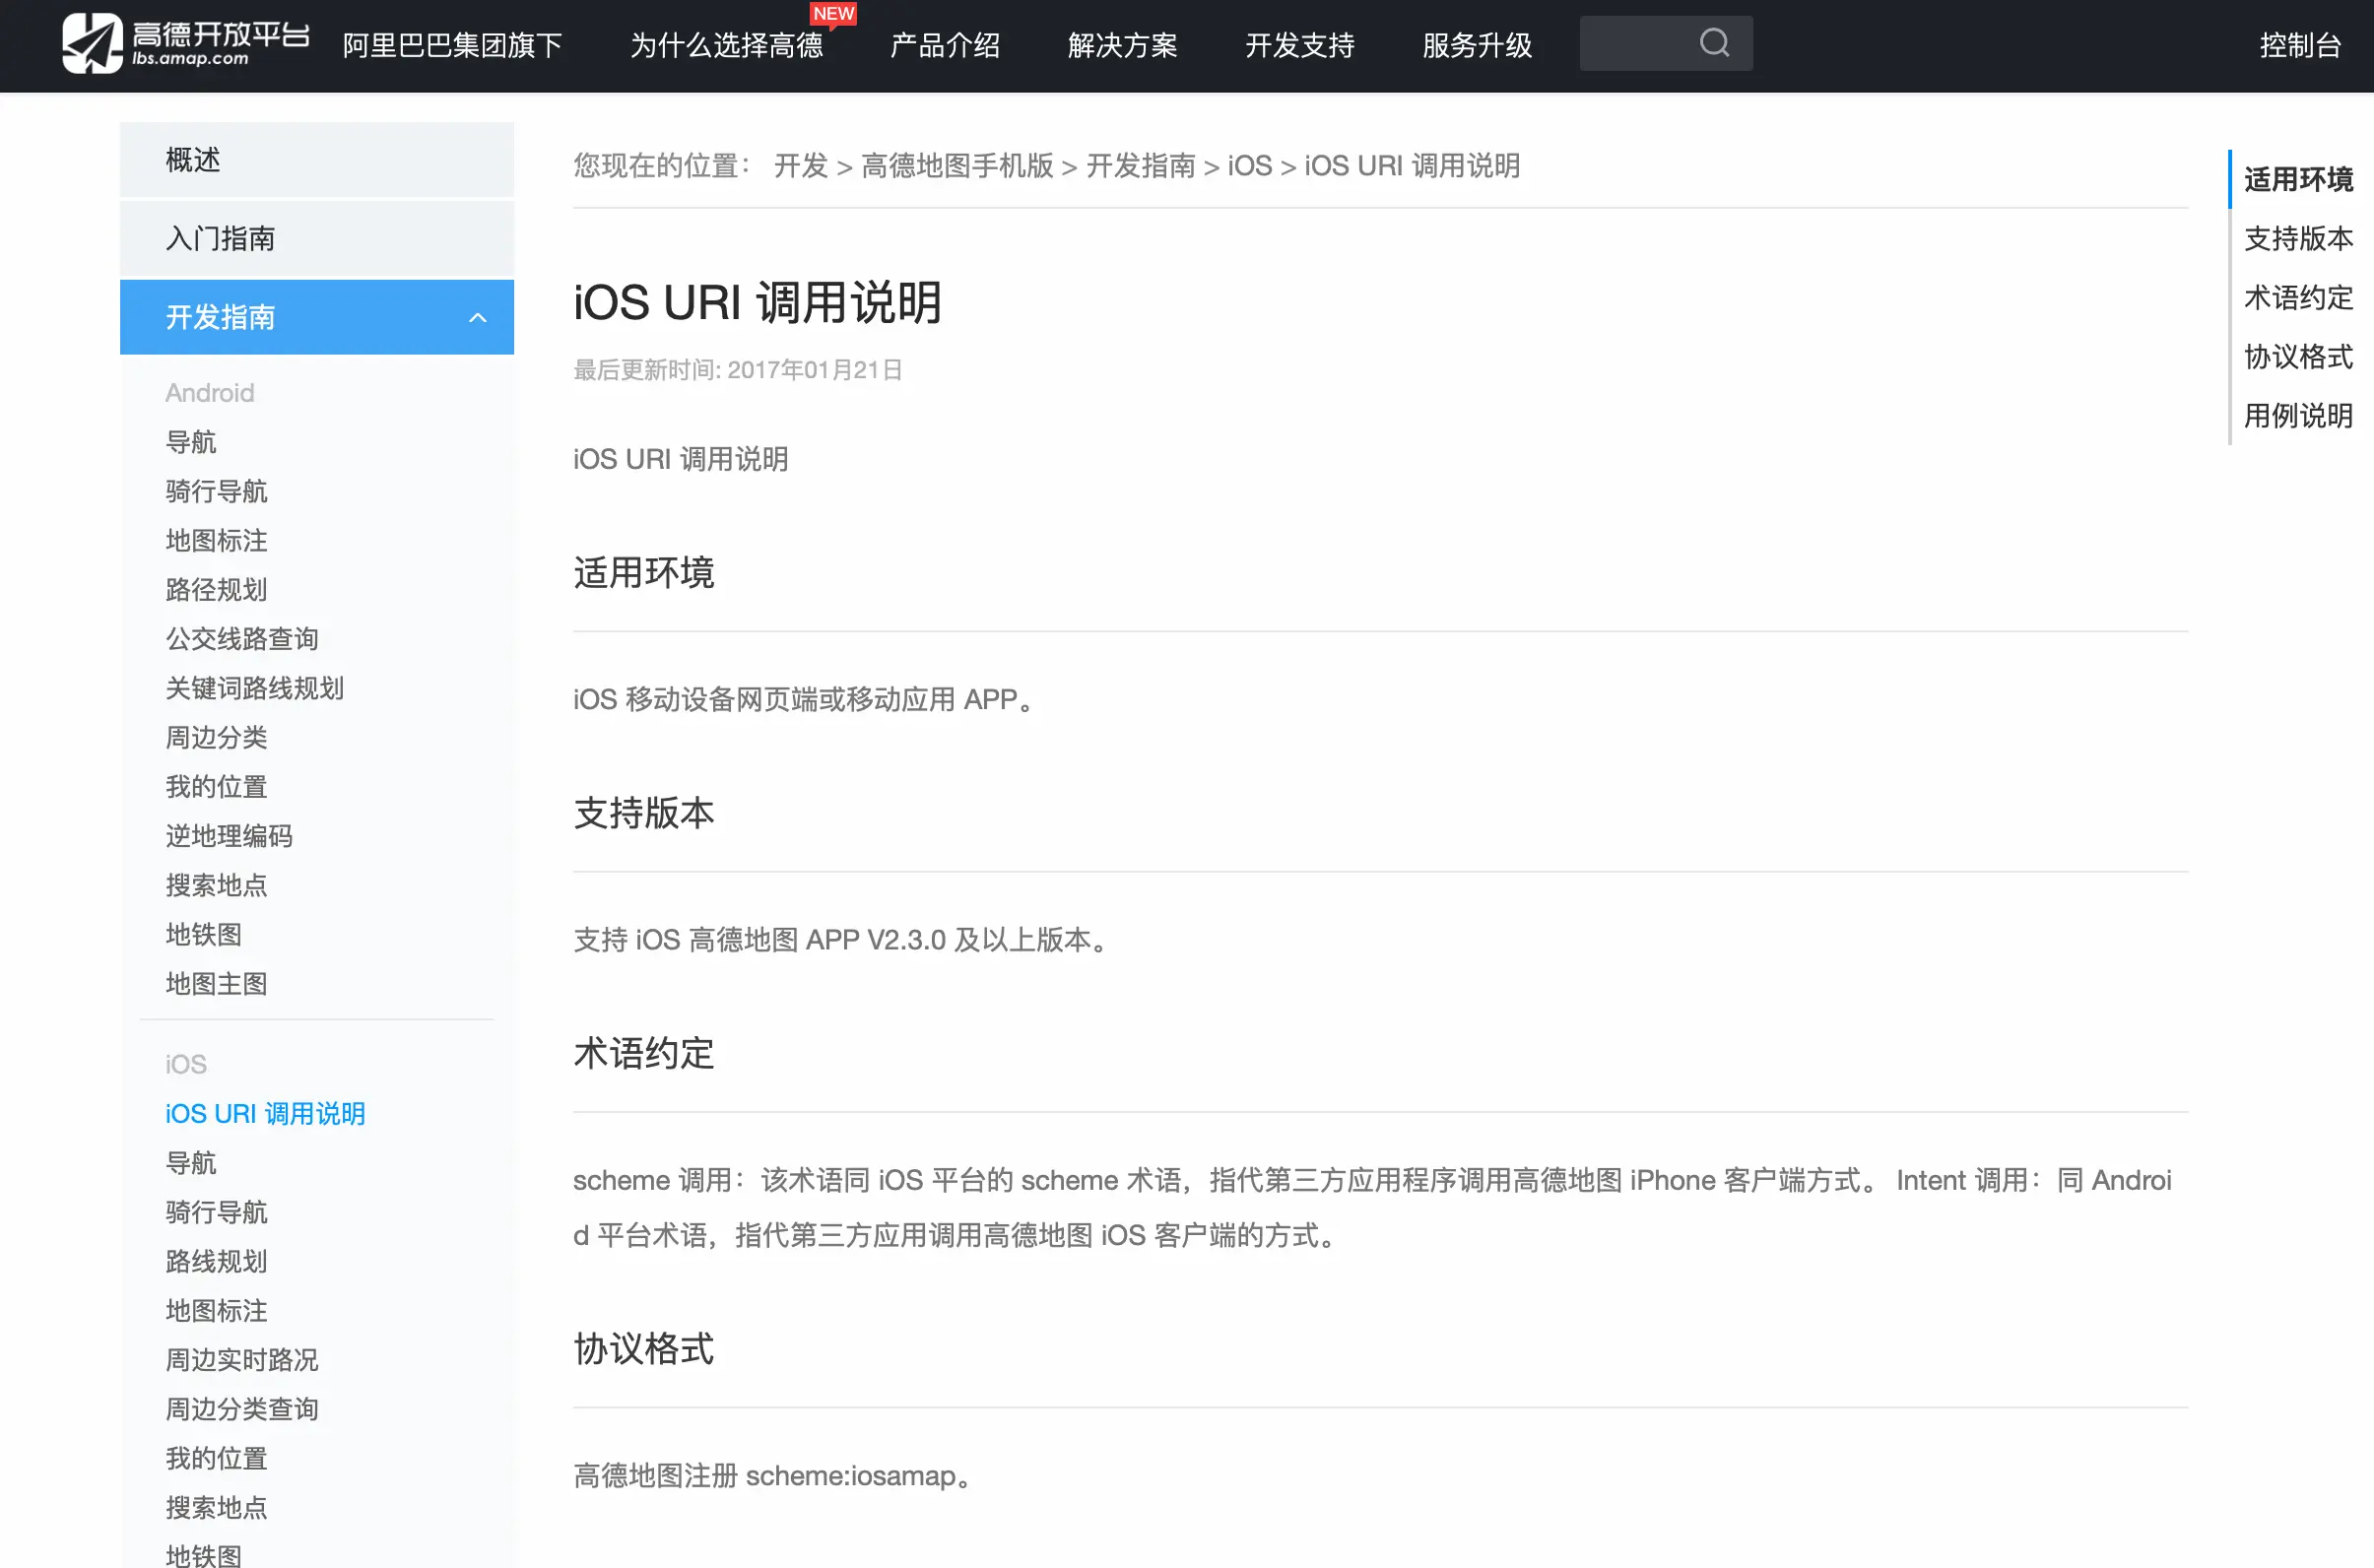 高德开放平台
lbs.amap.com
阿里巴巴集团旗下
为什么选择高德
NEW
产品介绍
解决方案
开发支持
服务升级
控制台
概述
入门指南
开发指南
Android
导航
骑行导航
地图标注
路径规划
公交线路查询
关键词路线规划
周边分类
我的位置
逆地理编码
搜索地点
地铁图
地图主图
iOS
iOS URI 调用说明
导航
骑行导航
路线规划
地图标注
周边实时路况
周边分类查询
我的位置
搜索地点
地铁图
您现在的位置： 开发 > 高德地图手机版 > 开发指南 > iOS > iOS URI 调用说明
iOS URI 调用说明
最后更新时间: 2017年01月21日
iOS URI 调用说明
适用环境
iOS 移动设备网页端或移动应用 APP。
支持版本
支持 iOS 高德地图 APP V2.3.0 及以上版本。
术语约定
scheme 调用：该术语同 iOS 平台的 scheme 术语，指代第三方应用程序调用高德地图 iPhone 客户端方式。 Intent 调用：同 Androi
d 平台术语，指代第三方应用调用高德地图 iOS 客户端的方式。
协议格式
高德地图注册 scheme:iosamap。
适用环境
支持版本
术语约定
协议格式
用例说明